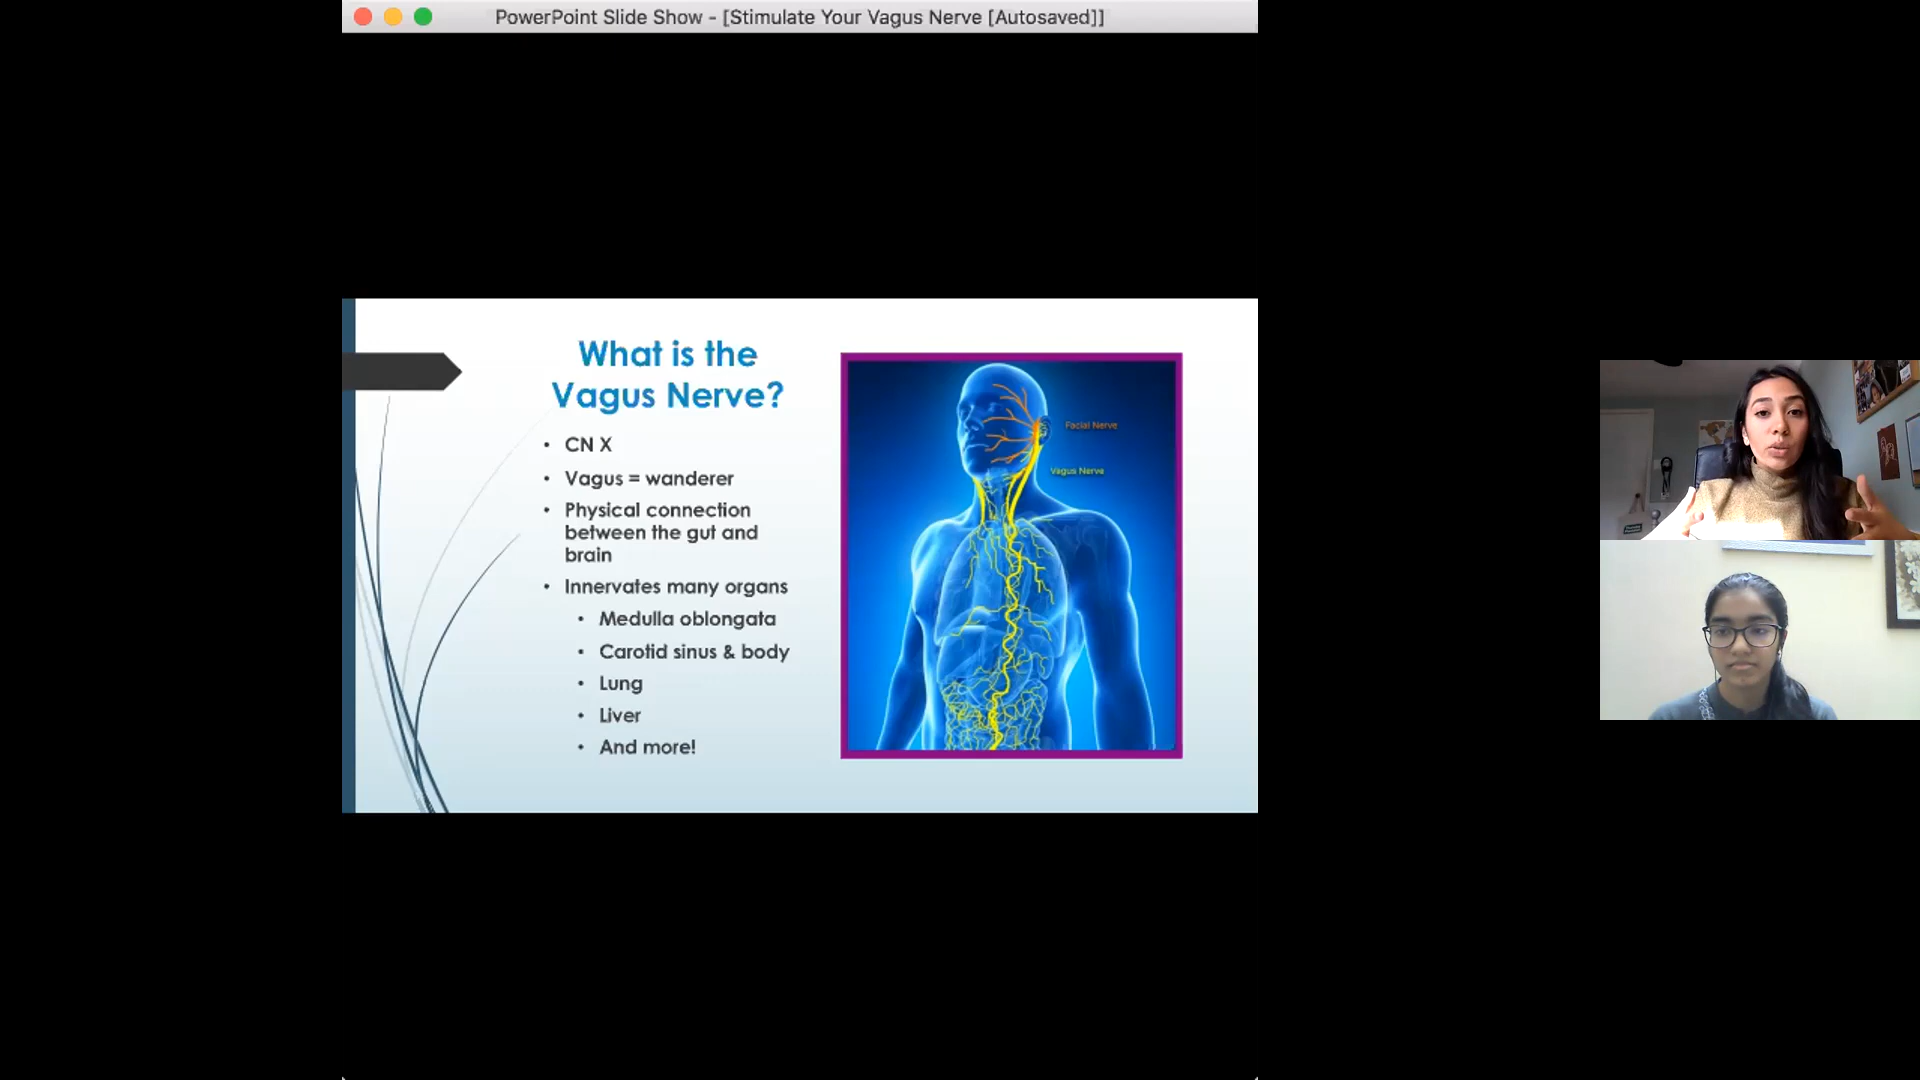 PowerPoint Slide Show - [Stimulate Your Vagus Nerve [Autosaved]]
What is the
Vagus Nerve?
• CN X
• Vagus = wanderer
• Physical connection
between the gut and
brain
• Innervates many organs
• Medulla oblongata
• Carotid sinus & body
• Lung
• Liver
• And more!
Facial Nerve
Vagus Nerve